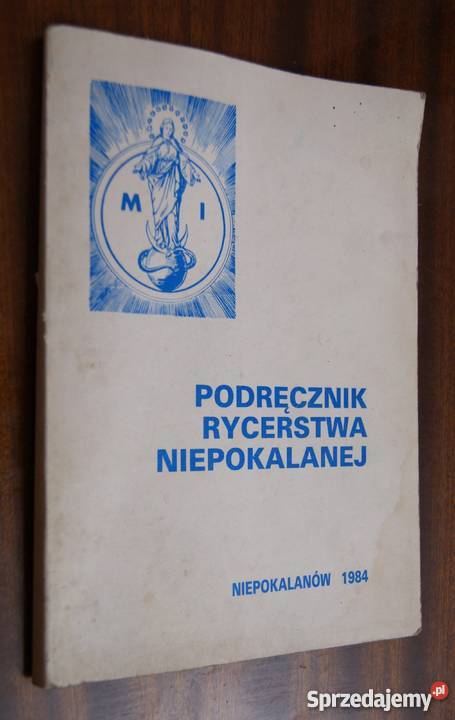 M I
PODRĘCZNIK
RYCERSTWA
NIEPOKALANEJ
NIEPOKALANÓW 1984
Sprzedajemy.pl